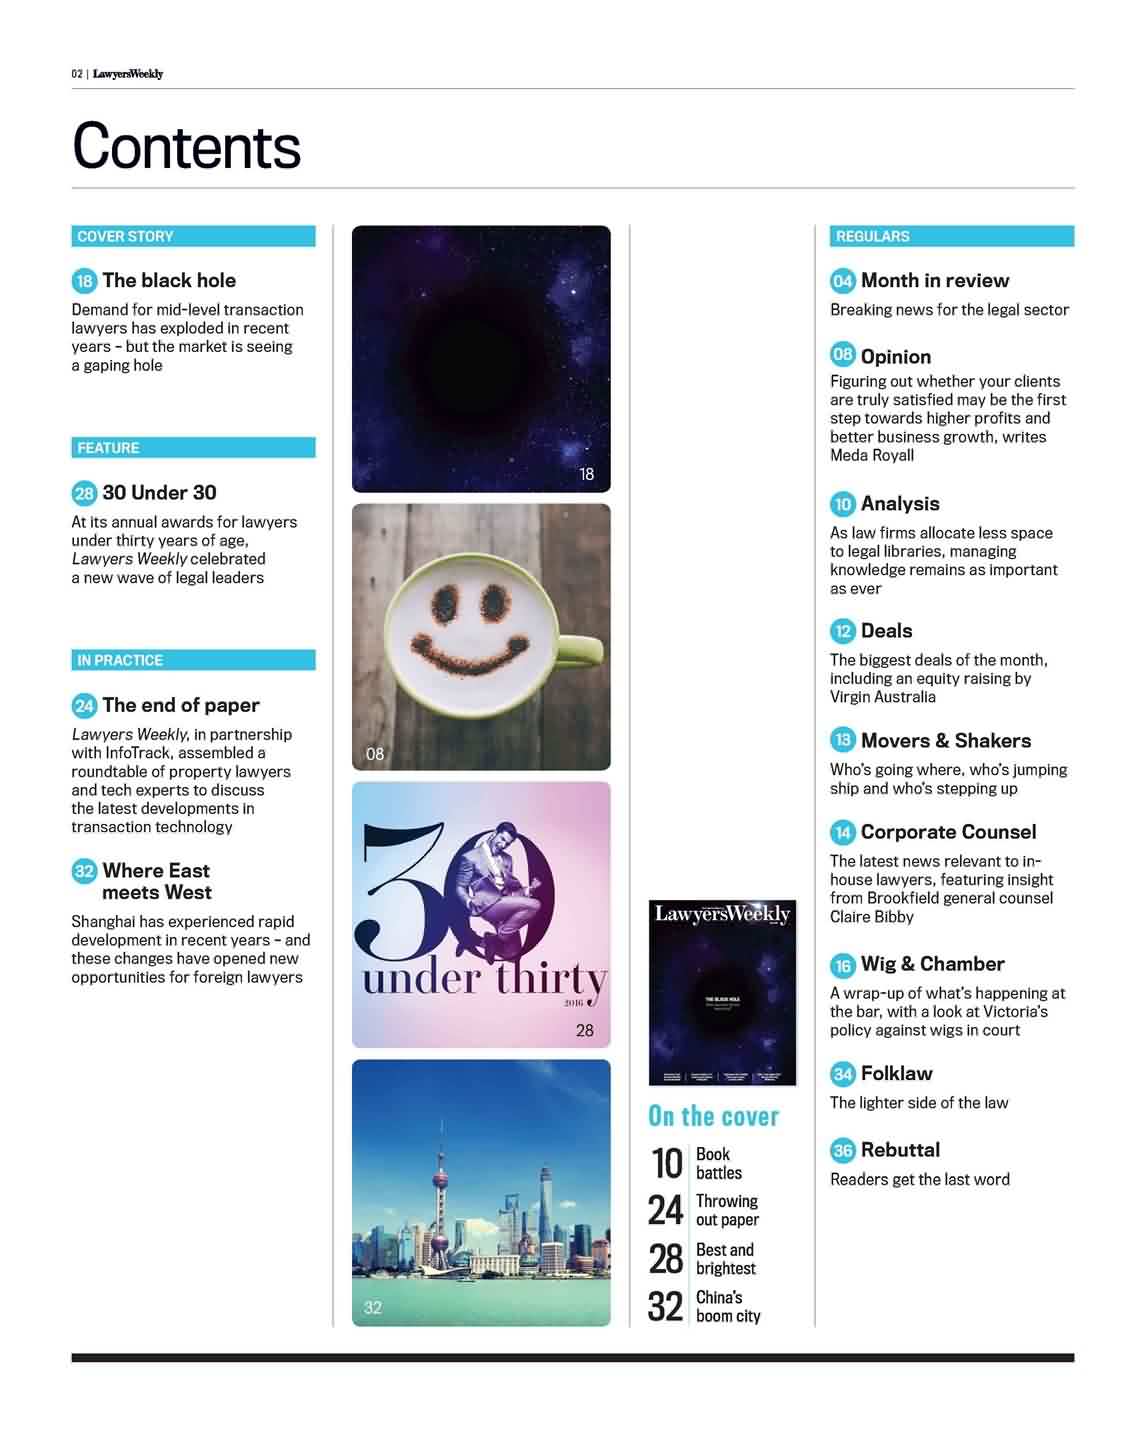 02 | LawyersWeekly
Contents
COVER STORY
18 The black hole
Demand for mid-level transaction
lawyers has exploded in recent
years – but the market is seeing
a gaping hole
FEATURE
28 30 Under 30
At its annual awards for lawyers
under thirty years of age,
Lawyers Weekly celebrated
a new wave of legal leaders
IN PRACTICE
24 The end of paper
Lawyers Weekly, in partnership
with InfoTrack, assembled a
roundtable of property lawyers
and tech experts to discuss
the latest developments in
transaction technology
32 Where East
meets West
Shanghai has experienced rapid
development in recent years – and
these changes have opened new
opportunities for foreign lawyers
18
08
30
under thirty
2016
28
32
LawyersWeekly
THE BLACK HOLE
On the cover
10 Book
battles
24 Throwing
out paper
28 Best and
brightest
32 China's
boom city
REGULARS
04 Month in review
Breaking news for the legal sector
08 Opinion
Figuring out whether your clients
are truly satisfied may be the first
step towards higher profits and
better business growth, writes
Meda Royall
10 Analysis
As law firms allocate less space
to legal libraries, managing
knowledge remains as important
as ever
12 Deals
The biggest deals of the month,
including an equity raising by
Virgin Australia
13 Movers & Shakers
Who's going where, who's jumping
ship and who's stepping up
14 Corporate Counsel
The latest news relevant to in-
house lawyers, featuring insight
from Brookfield general counsel
Claire Bibby
16 Wig & Chamber
A wrap-up of what's happening at
the bar, with a look at Victoria's
policy against wigs in court
34 Folklaw
The lighter side of the law
36 Rebuttal
Readers get the last word